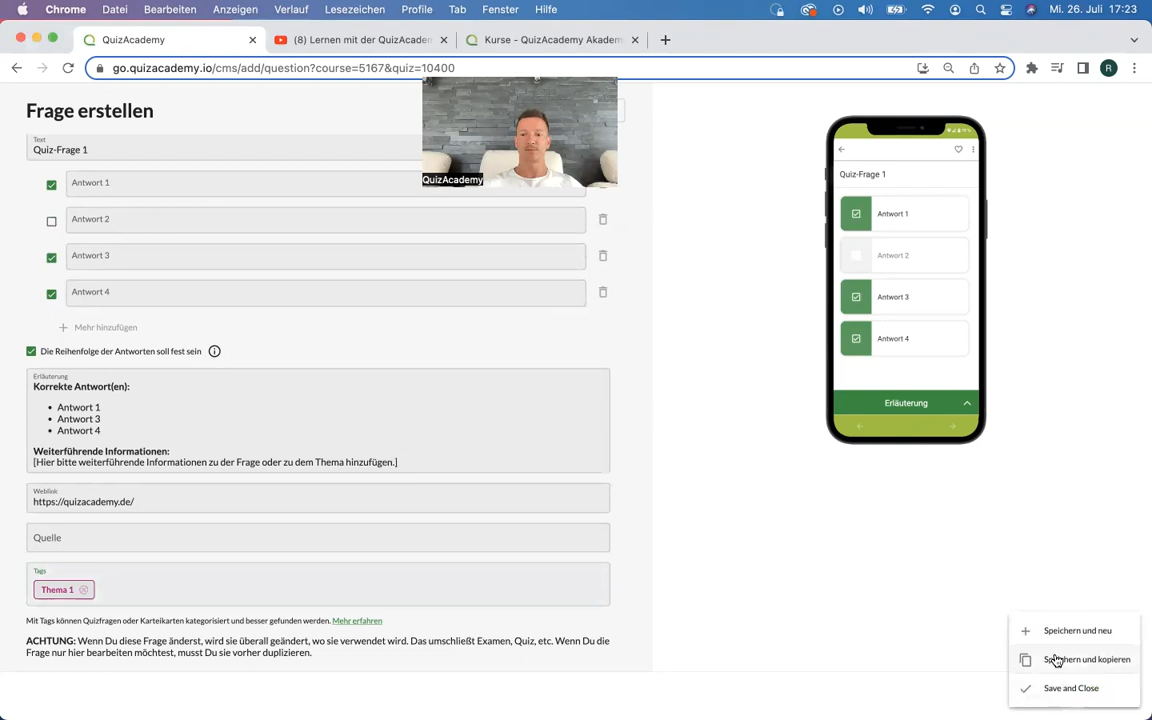 Chrome Datei Bearbeiten Anzeigen Verlauf Lesezeichen Profile Tab Fenster Hilfe Mi. 26. Juli 17:23
QuizAcademy
(8) Lernen mit der QuizAcadem
Kurse - QuizAcademy Akadem
go.quizacademy.io/cms/add/question?course=5167&quiz=10400
R
Frage erstellen
QuizAcademy
Text
Quiz-Frage 1
Antwort 1
Antwort 2
Antwort 3
Antwort 4
Mehr hinzufügen
Die Reihenfolge der Antworten soll fest sein
Erläuterung
Korrekte Antwort(en):
• Antwort 1
• Antwort 3
• Antwort 4
Weiterführende Informationen:
[Hier bitte weiterführende Informationen zu der Frage oder zu dem Thema hinzufügen.]
Weblink
https://quizacademy.de/
Quelle
Tags
Thema 1
Mit Tags können Quizfragen oder Karteikarten kategorisiert und besser gefunden werden. Mehr erfahren
ACHTUNG: Wenn Du diese Frage änderst, wird sie überall geändert, wo sie verwendet wird. Das umschließt Examen, Quiz, etc. Wenn Du die
Frage nur hier bearbeiten möchtest, musst Du sie vorher duplizieren.
Quiz-Frage 1
Antwort 1
Antwort 2
Antwort 3
Antwort 4
Erläuterung
Speichern und neu
Speichern und kopieren
Save and Close